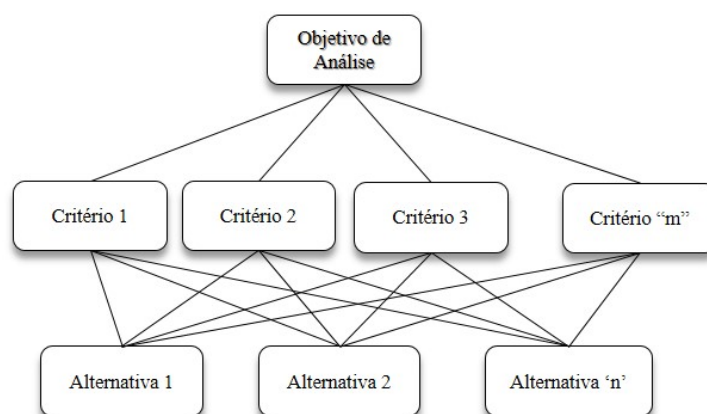 Objetivo de
Análise
Critério 1
Critério 2
Critério 3
Critério “m”
Alternativa 1
Alternativa 2
Alternativa ‘n’